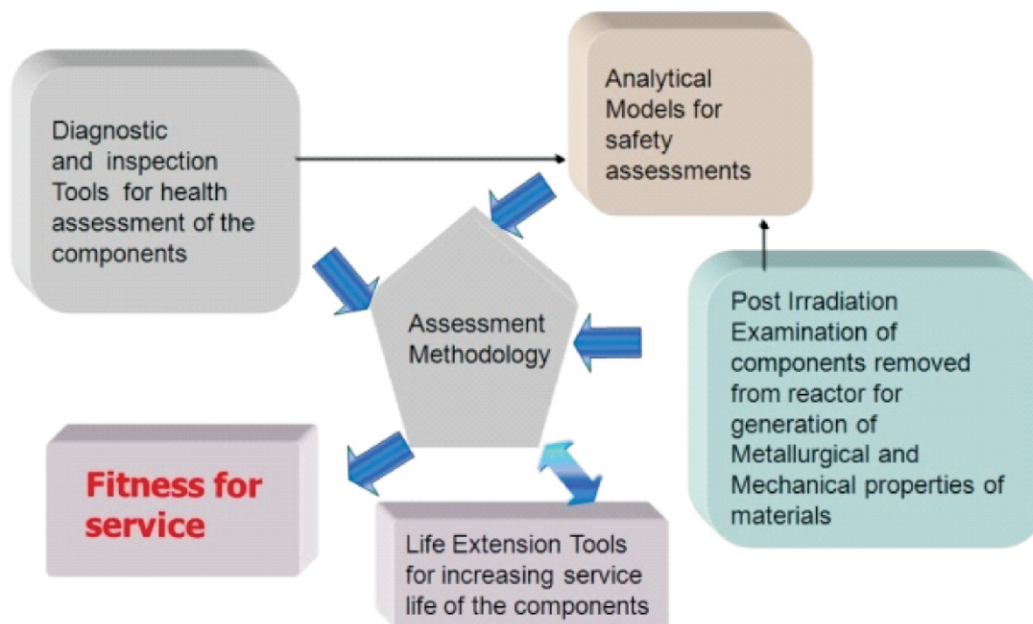 Diagnostic
and inspection
Tools for health
assessment of the
components
Analytical
Models for
safety
assessments
Assessment
Methodology
Post Irradiation
Examination of
components removed
from reactor for
generation of
Metallurgical and
Mechanical properties of
materials
Fitness for
service
Life Extension Tools
for increasing service
life of the components